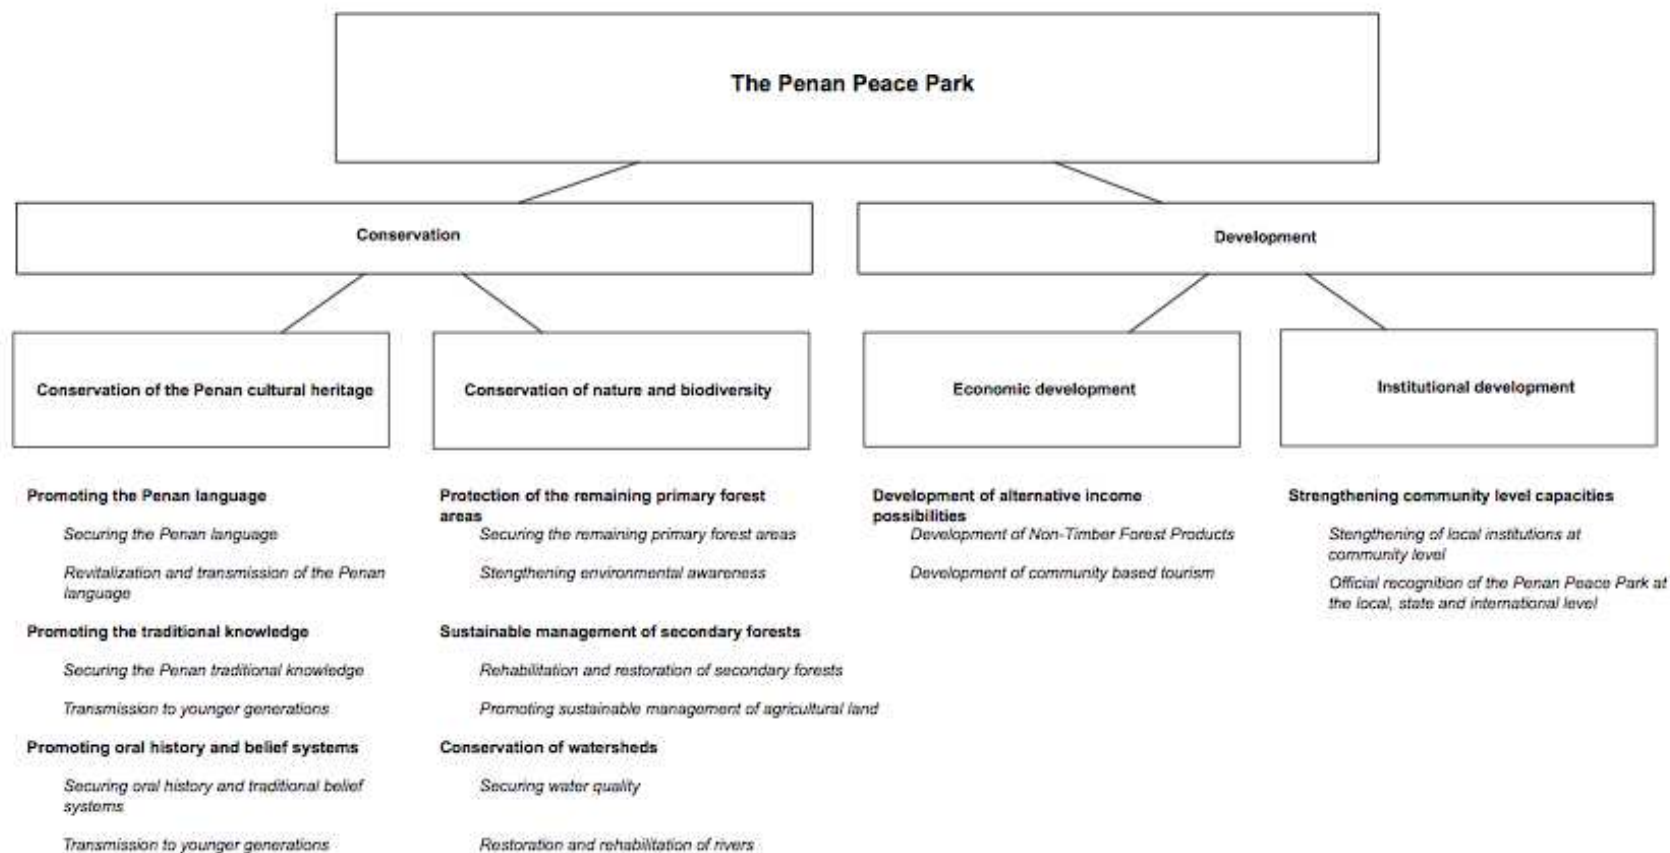 The Penan Peace Park
Conservation
Development
Conservation of the Penan cultural heritage
Conservation of nature and biodiversity
Economic development
Institutional development
Promoting the Penan language
Securing the Penan language
Revitalization and transmission of the Penan
language
Promoting the traditional knowledge
Securing the Penan traditional knowledge
Transmission to younger generations
Promoting oral history and belief systems
Securing oral history and traditional belief
systems
Transmission to younger generations
Protection of the remaining primary forest
areas
Securing the remaining primary forest areas
Stengthening environmental awareness
Sustainable management of secondary forests
Rehabilitation and restoration of secondary forests
Promoting sustainable management of agricultural land
Conservation of watersheds
Securing water quality
Restoration and rehabilitation of rivers
Development of alternative income
possibilities
Development of Non-Timber Forest Products
Development of community based tourism
Strengthening community level capacities
Stengthening of local institutions at
community level
Official recognition of the Penan Peace Park at
the local, state and international level